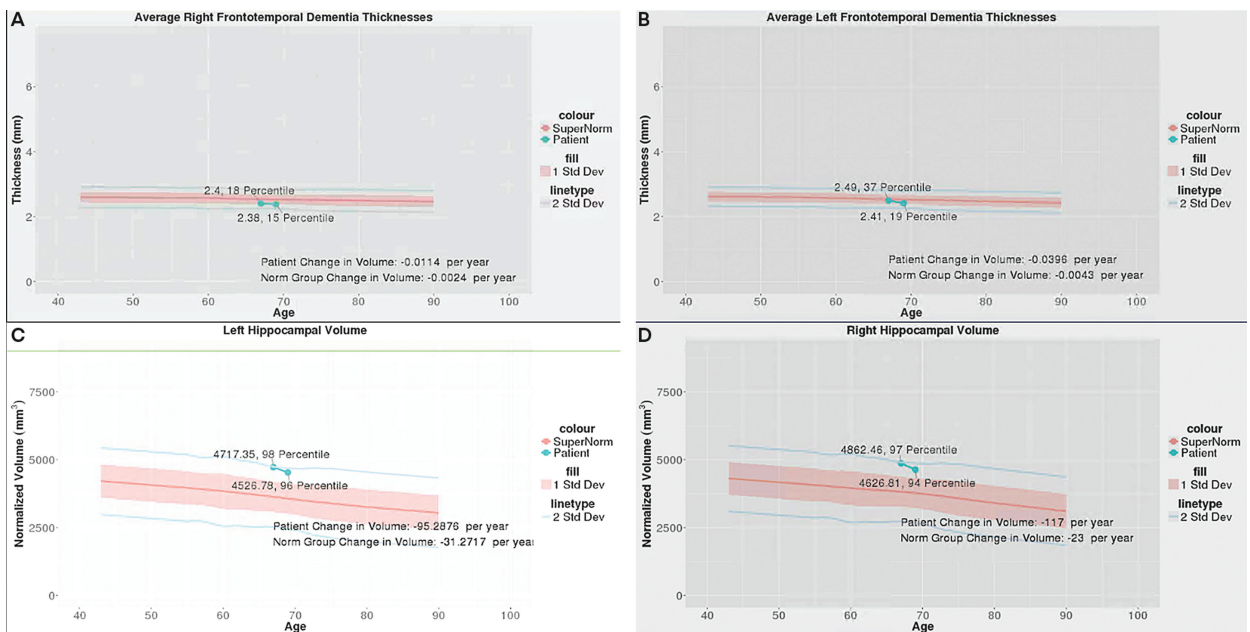 A
Average Right Frontotemporal Dementia Thicknesses
Thickness (mm)
6
4
2
0
2.4, 18 Percentile
2.38, 15 Percentile
Patient Change in Volume: -0.0114 per year
Norm Group Change in Volume: -0.0024 per year
40 50 60 70 80 90 100
Age
colour
SuperNorm
Patient
fill
1 Std Dev
linetype
2 Std Dev
B
Average Left Frontotemporal Dementia Thicknesses
Thickness (mm)
6
4
2
0
2.49, 37 Percentile
2.41, 19 Percentile
Patient Change in Volume: -0.0396 per year
Norm Group Change in Volume: -0.0043 per year
40 50 60 70 80 90 100
Age
colour
SuperNorm
Patient
fill
1 Std Dev
linetype
2 Std Dev
C
Left Hippocampal Volume
Normalized Volume (mm³)
7500
5000
2500
0
4717.35, 98 Percentile
4526.78, 96 Percentile
Patient Change in Volume: -95.2876 per year
Norm Group Change in Volume: -31.2717 per year
40 50 60 70 80 90 100
Age
colour
SuperNorm
Patient
fill
1 Std Dev
linetype
2 Std Dev
D
Right Hippocampal Volume
Normalized Volume (mm³)
7500
5000
2500
0
4862.46, 97 Percentile
4626.81, 94 Percentile
Patient Change in Volume: -117 per year
Norm Group Change in Volume: -23 per year
40 50 60 70 80 90 100
Age
colour
SuperNorm
Patient
fill
1 Std Dev
linetype
2 Std Dev